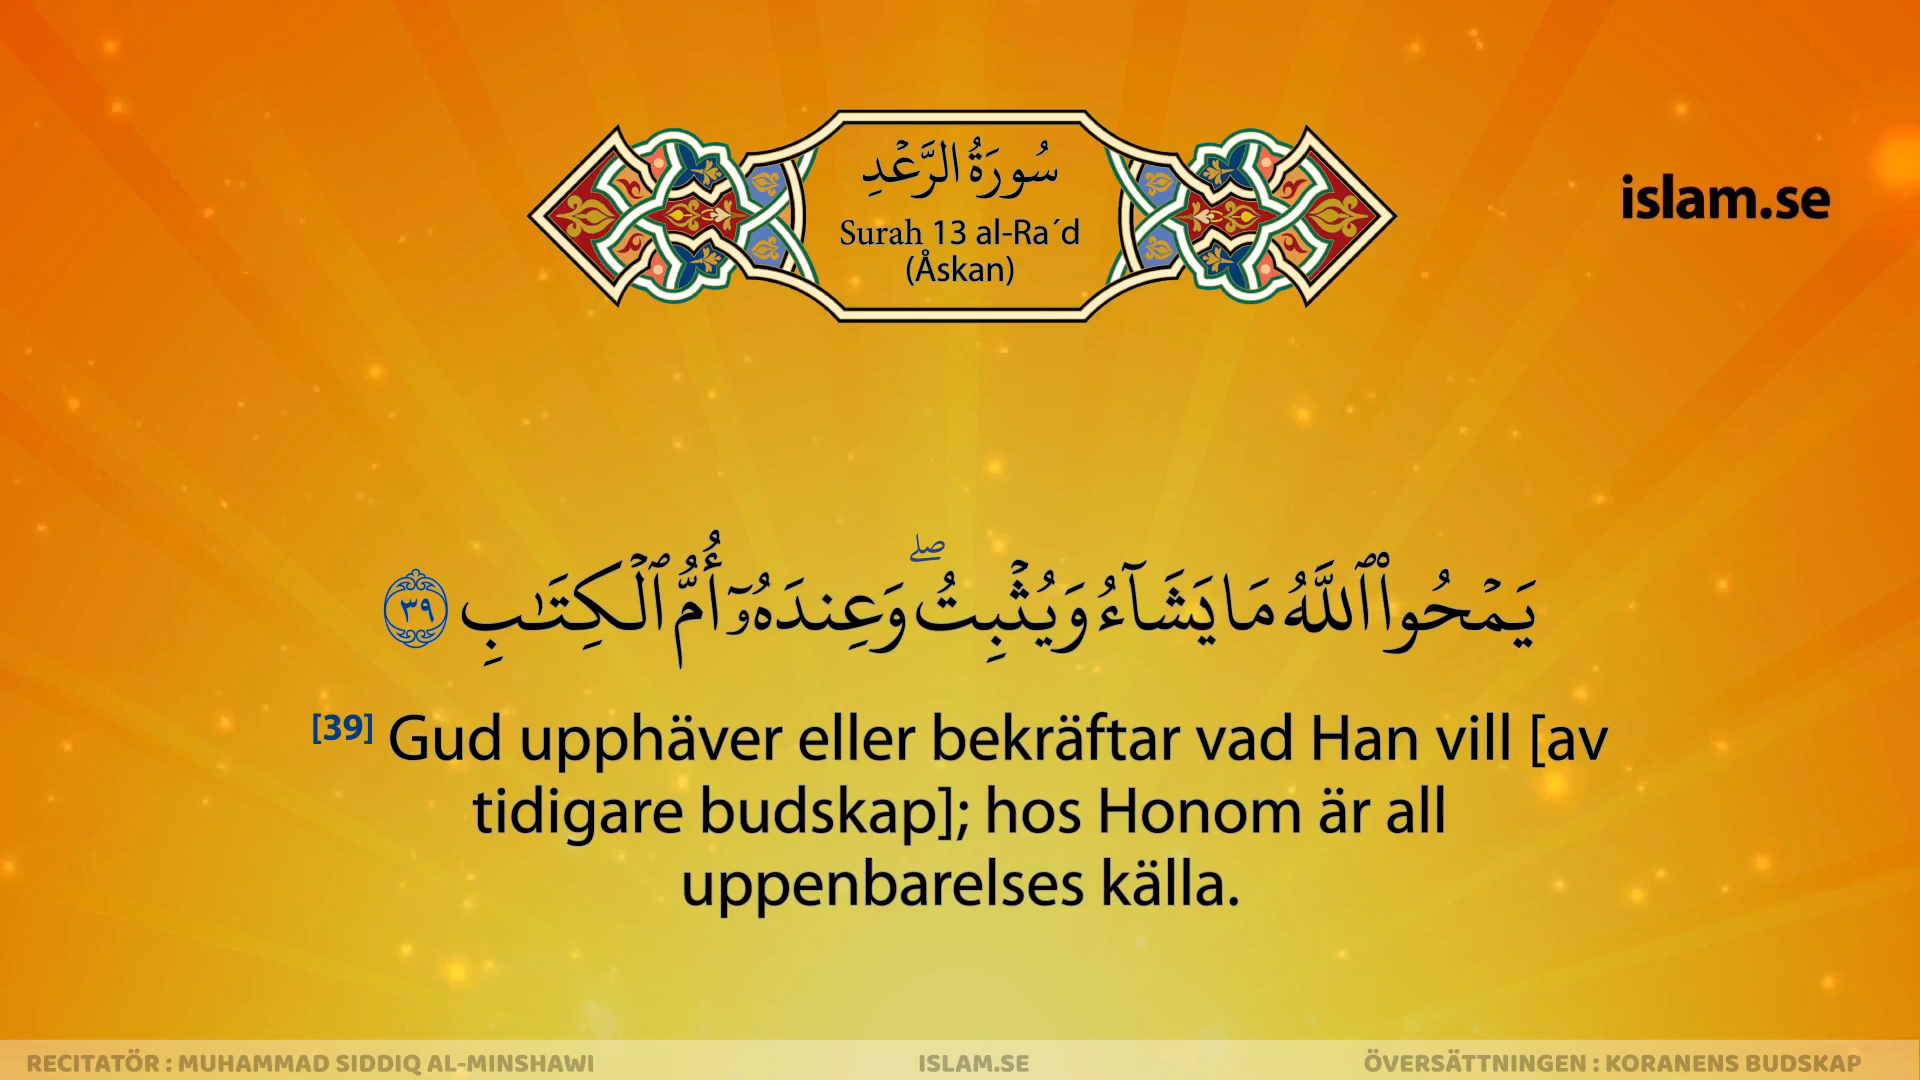 سُورَةُ الرَّعْدِ
Surah 13 al-Ra´d
(Åskan)
islam.se
يَمۡحُواْ ٱللَّهُ مَا يَشَآءُ وَيُثۡبِتُۖ وَعِندَهُۥٓ أُمُّ ٱلۡكِتَٰبِ ٣٩
[39] Gud upphäver eller bekräftar vad Han vill [av
tidigare budskap]; hos Honom är all
uppenbarelses källa.
RECITATÖR : MUHAMMAD SIDDIQ AL-MINSHAWI
ISLAM.SE
ÖVERSÄTTNINGEN : KORANENS BUDSKAP